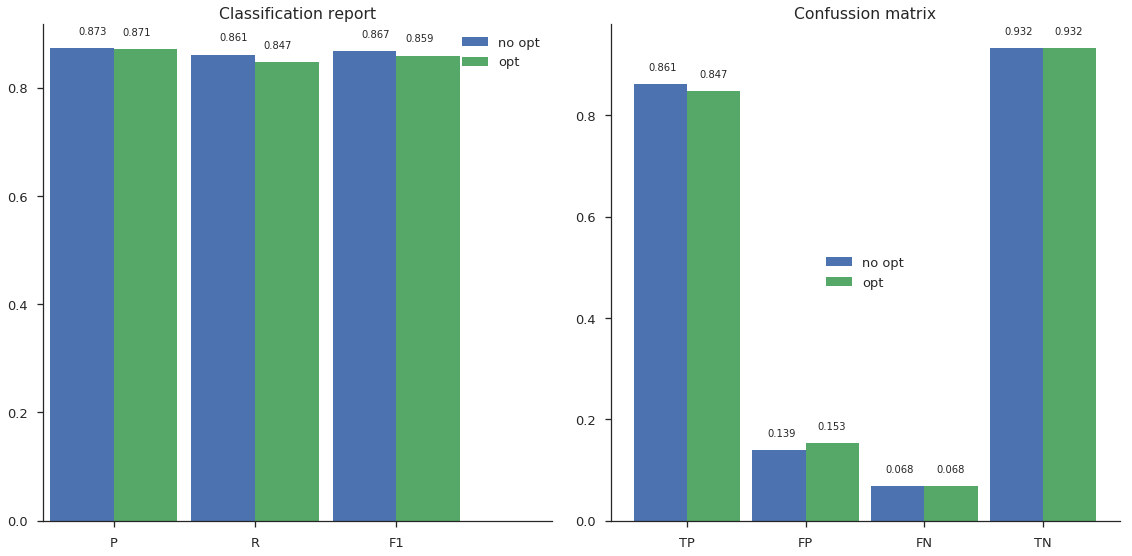 Classification report
0.873
0.871
0.861
0.847
0.867
0.859
no opt
opt
0.8
0.6
0.4
0.2
0.0
P
R
F1
Confussion matrix
0.932
0.932
0.861
0.847
0.8
0.6
no opt
opt
0.4
0.2
0.139
0.153
0.068
0.068
0.0
TP
FP
FN
TN